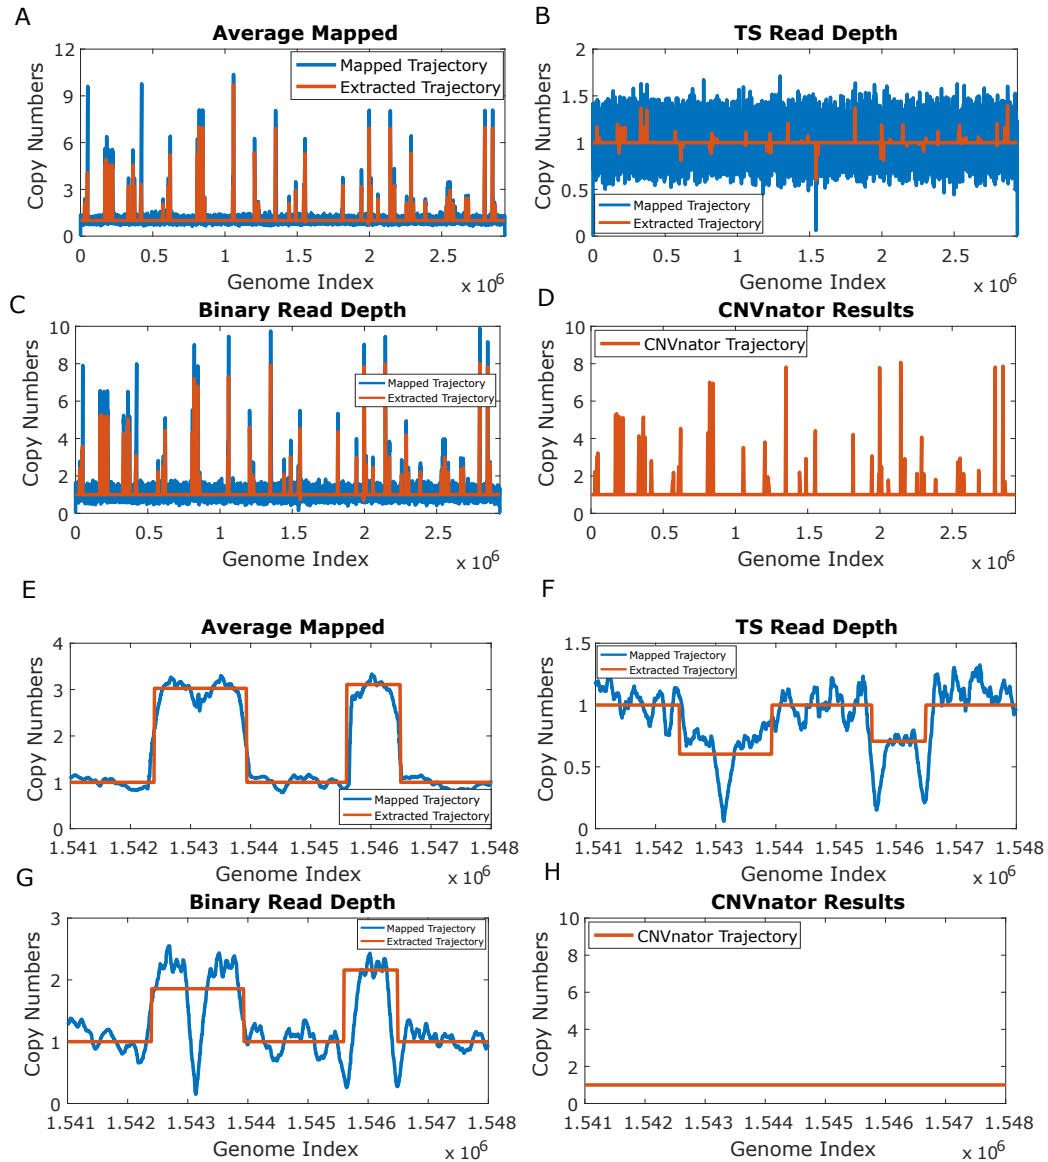 A
Average Mapped
Copy Numbers
12
9
6
3
0
Mapped Trajectory
Extracted Trajectory
0 0.5 1 1.5 2 2.5
Genome Index
x 10^6
B
TS Read Depth
Copy Numbers
2
1.5
1
0.5
0
Mapped Trajectory
Extracted Trajectory
0 0.5 1 1.5 2 2.5
Genome Index
x 10^6
C
Binary Read Depth
Copy Numbers
10
8
6
4
2
0
Mapped Trajectory
Extracted Trajectory
0 0.5 1 1.5 2 2.5
Genome Index
x 10^6
D
CNVnator Results
Copy Numbers
10
8
6
4
2
0
CNVnator Trajectory
0 0.5 1 1.5 2 2.5
Genome Index
x 10^6
E
Average Mapped
Copy Numbers
4
3
2
1
0
Mapped Trajectory
Extracted Trajectory
1.541 1.542 1.543 1.544 1.545 1.546 1.547 1.548
Genome Index
x 10^6
F
TS Read Depth
Copy Numbers
1.5
1
0.5
0
Mapped Trajectory
Extracted Trajectory
1.541 1.542 1.543 1.544 1.545 1.546 1.547 1.548
Genome Index
x 10^6
G
Binary Read Depth
Copy Numbers
3
2
1
0
Mapped Trajectory
Extracted Trajectory
1.541 1.542 1.543 1.544 1.545 1.546 1.547 1.548
Genome Index
x 10^6
H
CNVnator Results
Copy Numbers
10
8
6
4
2
0
CNVnator Trajectory
1.541 1.542 1.543 1.544 1.545 1.546 1.547 1.548
Genome Index
x 10^6